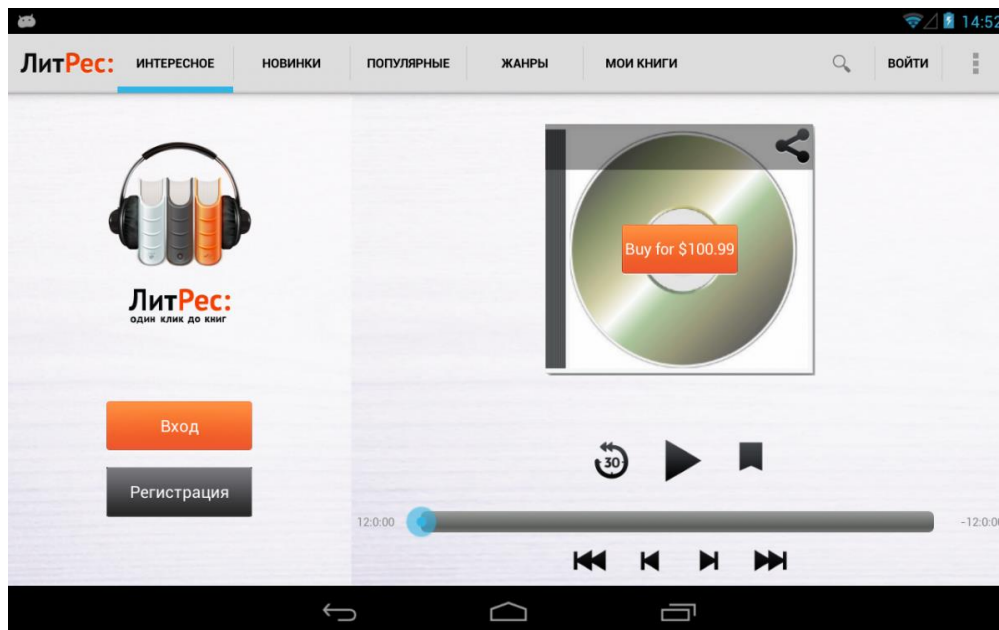 14:52
ЛитРес: ИНТЕРЕСНОЕ НОВИНКИ ПОПУЛЯРНЫЕ ЖАНРЫ МОИ КНИГИ ВОЙТИ
Buy for $100.99
ЛитРес:
один клик до книг
Вход
30
Регистрация
12:0:00 -12:0:00